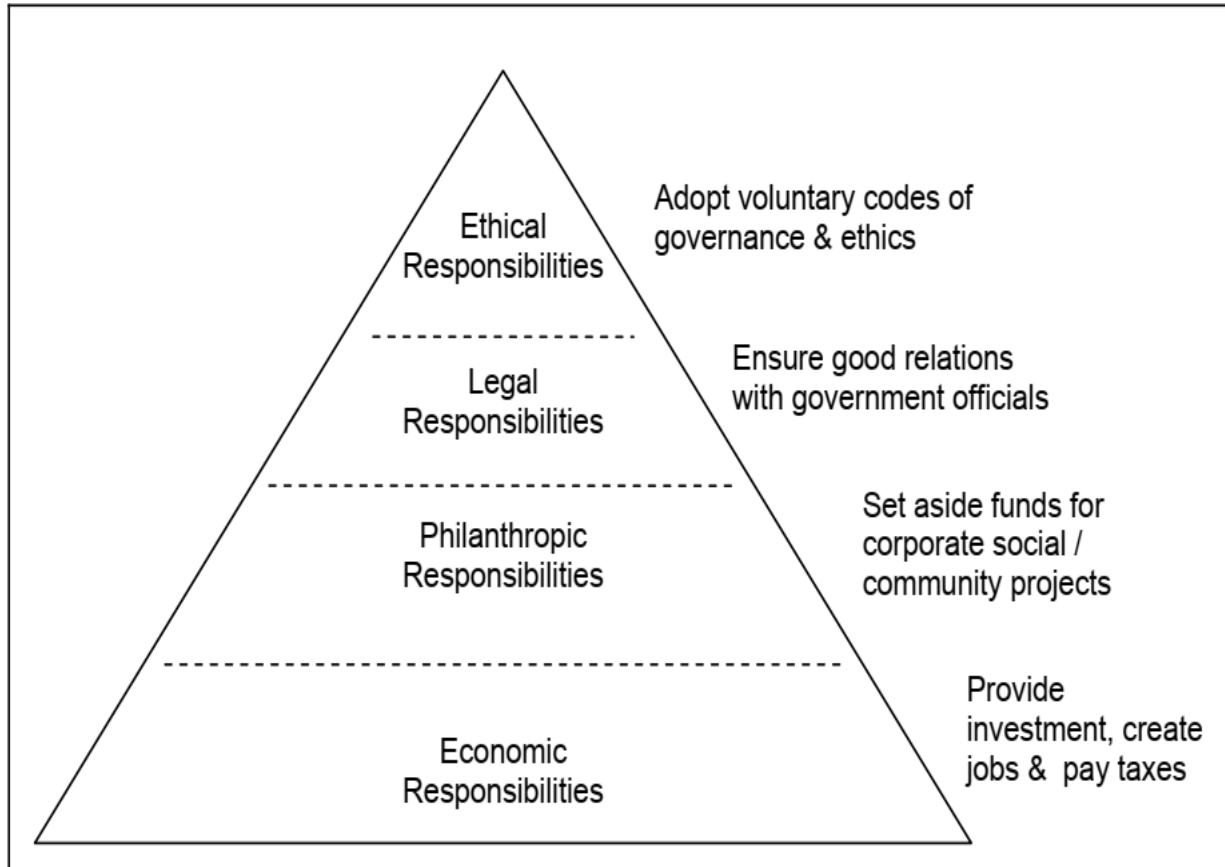 Ethical
Responsibilities
Adopt voluntary codes of
governance & ethics
Legal
Responsibilities
Ensure good relations
with government officials
Philanthropic
Responsibilities
Set aside funds for
corporate social /
community projects
Economic
Responsibilities
Provide
investment, create
jobs & pay taxes